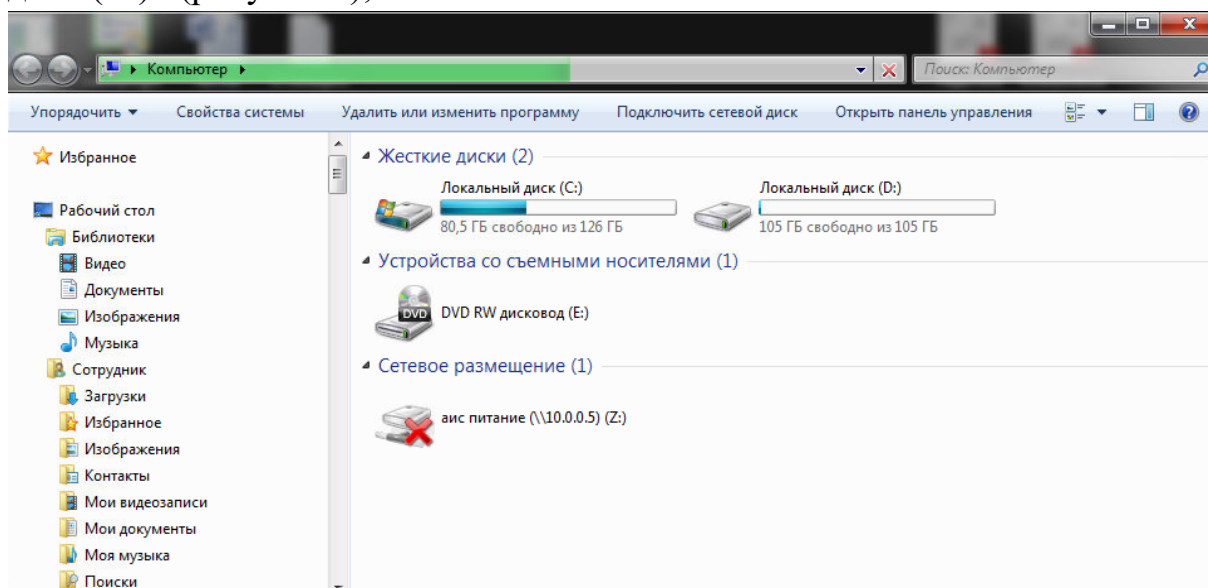 Компьютер
Поиск: Компьютер
Упорядочить Свойства системы Удалить или изменить программу Подключить сетевой диск Открыть панель управления
Избранное
Рабочий стол
Библиотеки
Видео
Документы
Изображения
Музыка
Сотрудник
Загрузки
Избранное
Изображения
Контакты
Мои видеозаписи
Мои документы
Моя музыка
Поиски
Жесткие диски (2)
Локальный диск (C:)
80,5 ГБ свободно из 126 ГБ
Локальный диск (D:)
105 ГБ свободно из 105 ГБ
Устройства со съемными носителями (1)
DVD
DVD RW дисковод (E:)
Сетевое размещение (1)
аис питание (\\10.0.0.5) (Z:)